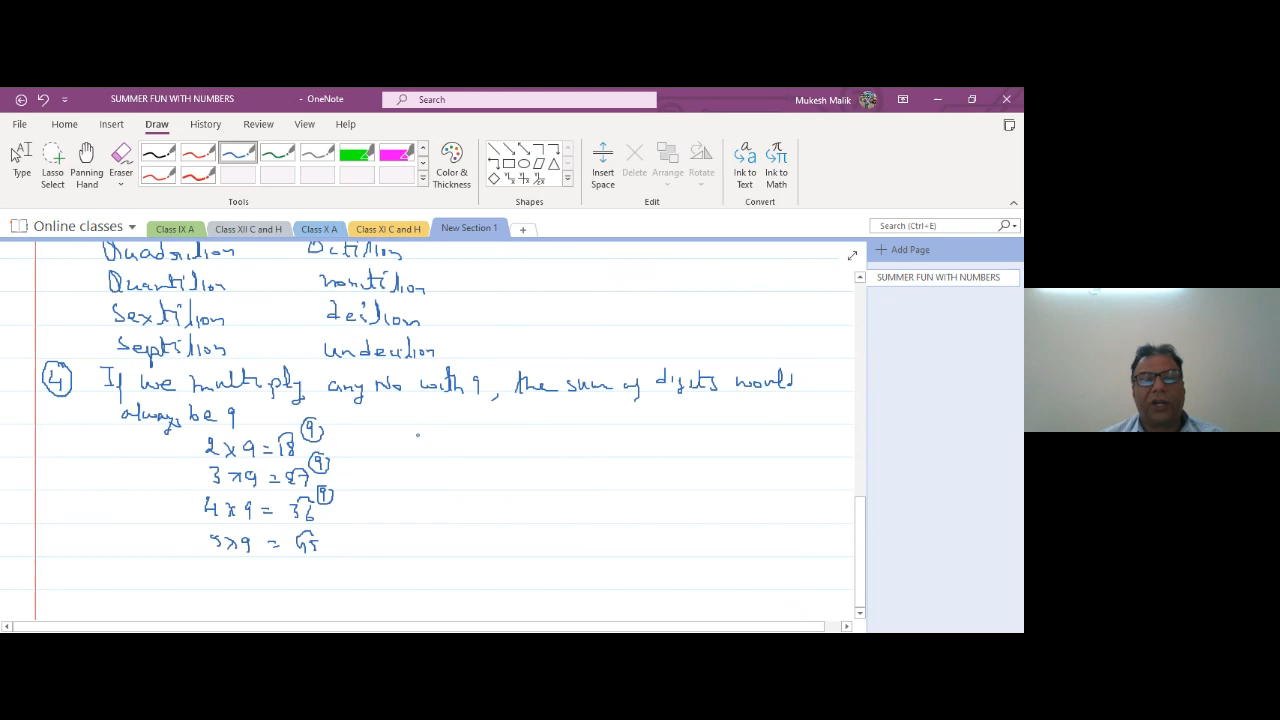 SUMMER FUN WITH NUMBERS - OneNote
Search
Mukesh Malik
File Home Insert Draw History Review View Help
Type
Lasso Select
Panning Hand
Eraser
Color & Thickness
Insert Space
Delete
Arrange
Rotate
Ink to Text
Ink to Math
Tools
Shapes
Edit
Convert
Online classes
Class IX A
Class XII C and H
Class X A
Class XI C and H
New Section 1
Search (Ctrl+E)
Add Page
SUMMER FUN WITH NUMBERS
Quadrillion Octillion
Quantilion nonillion
Sextilion decillion
Septilion undecilion
4 If we multiply any No with 9, the sum of digits would
always be 9
2 x 9 = 18 9
3 x 9 = 27 9
4 x 9 = 36 9
5 x 9 = 45